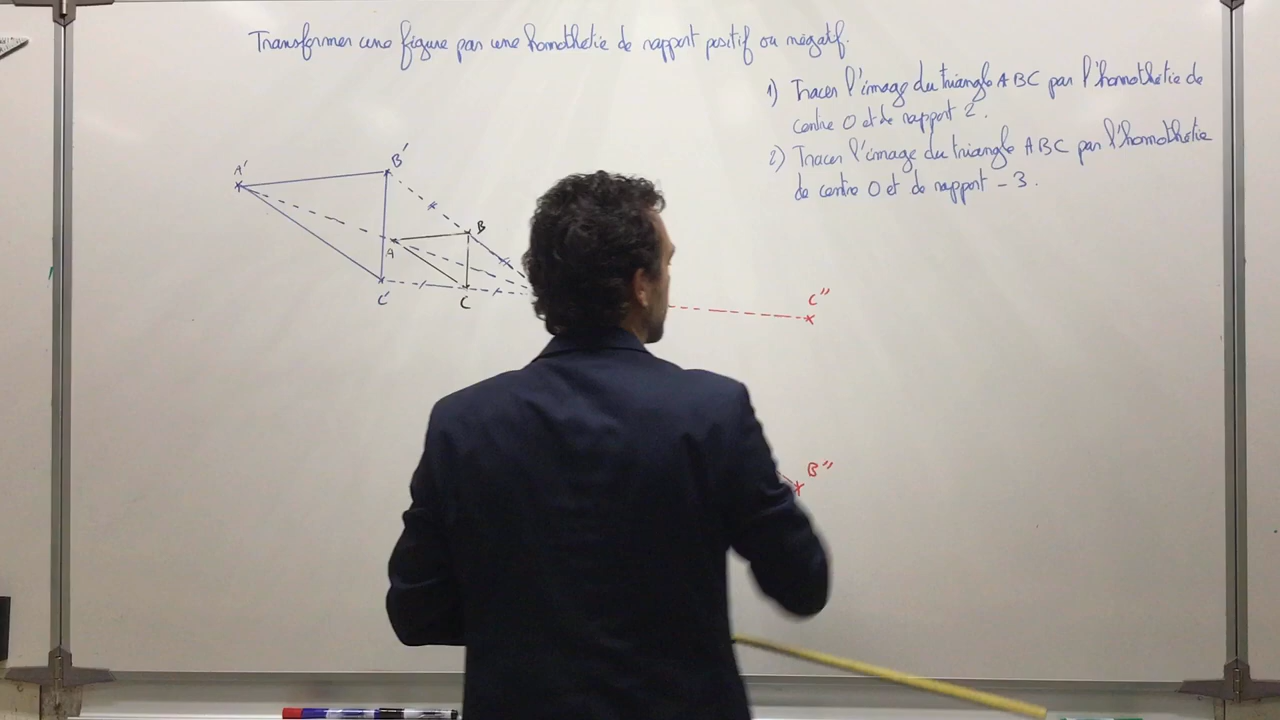 Transformer une figure par une homothétie de rapport positif ou négatif.
1) Tracer l'image du triangle ABC par l'homothétie de
centre O et de rapport 2.
2) Tracer l'image du triangle ABC par l'homothétie
de centre O et de rapport -3.
A'
B'
B
A
C'
C
C"
B"